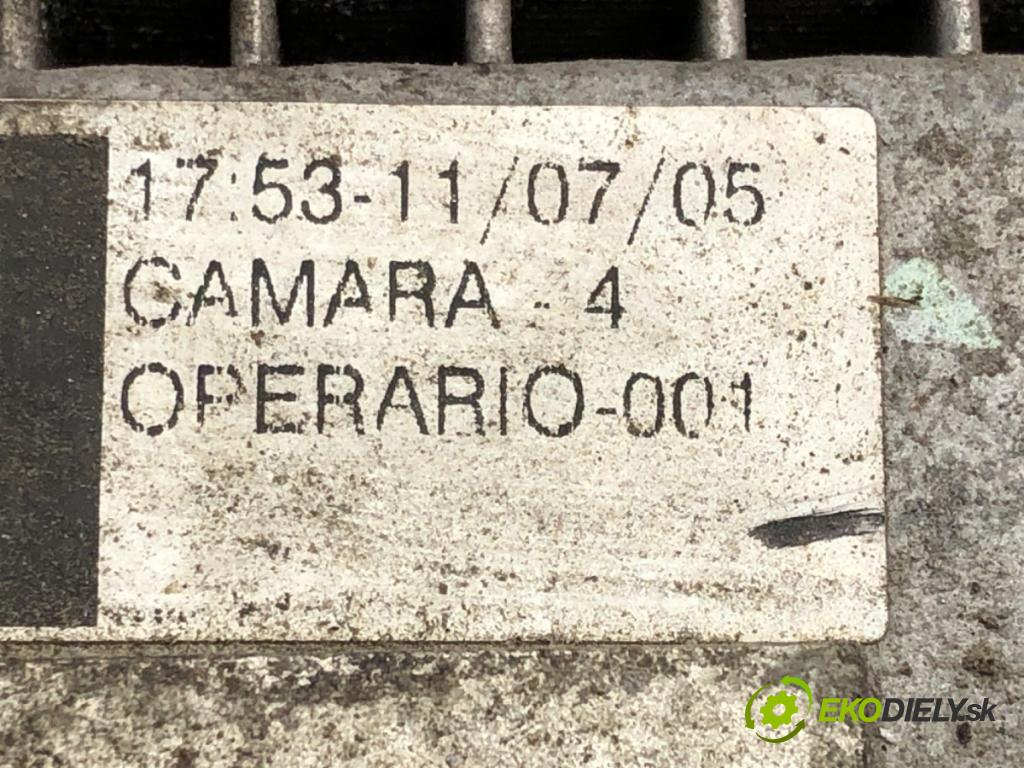 17:53-11/07/05
CAMARA - 4
OPERARIO-001
EKODIELY.sk